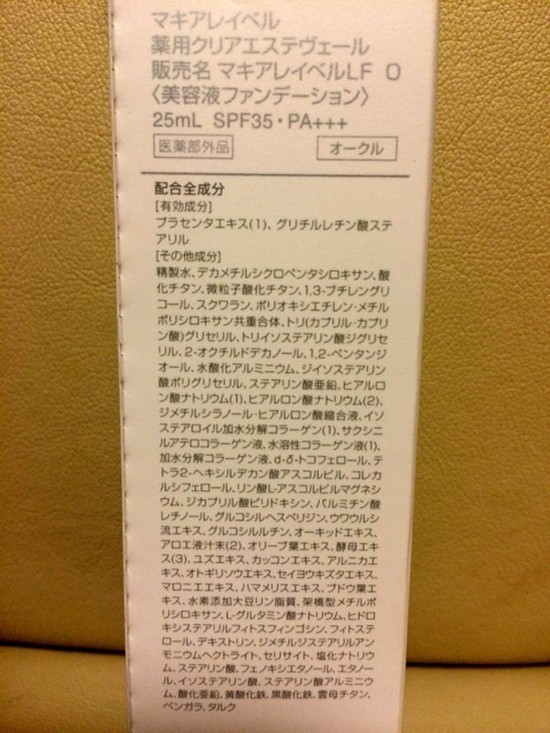 マキアレイベル
薬用クリアエステヴェール
販売名 マキアレイベルLF O
〈美容液ファンデーション〉
25mL SPF35・PA+++
医薬部外品 オークル
配合全成分
[有効成分]
プラセンタエキス(1)、グリチルレチン酸ステ
アリル
[その他成分]
精製水、デカメチルシクロペンタシロキサン、酸
化チタン、微粒子酸化チタン、1,3-ブチレングリ
コール、スクワラン、ポリオキシエチレン・メチル
ポリシロキサン共重合体、トリ(カプリル・カプリ
ン酸)グリセリル、トリイソステアリン酸ジグリセ
リル、2-オクチルドデカノール、1,2-ペンタンジ
オール、水酸化アルミニウム、ジイソステアリン
酸ポリグリセリル、ステアリン酸亜鉛、ヒアルロ
ン酸ナトリウム(1)、ヒアルロン酸ナトリウム(2)、
ジメチルシラノール・ヒアルロン酸縮合液、イソ
ステアロイル加水分解コラーゲン(1)、サクシニ
ルアテロコラーゲン液、水溶性コラーゲン液(1)、
加水分解コラーゲン液、d-δ-トコフェロール、テ
トラ2-ヘキシルデカン酸アスコルビル、コレカ
ルシフェロール、リン酸L-アスコルビルマグネシ
ウム、ジカプリル酸ピリドキシン、パルミチン酸
レチノール、グルコシルヘスペリジン、ウワウルシ
流エキス、グルコシルルチン、オーキッドエキス、
アロエ液汁末(2)、オリーブ葉エキス、酵母エキ
ス(3)、ユズエキス、カッコンエキス、アルニカエ
キス、オトギリソウエキス、セイヨウキズタエキス、
マロニエエキス、ハマメリスエキス、ブドウ葉エ
キス、水素添加大豆リン脂質、架橋型メチルポ
リシロキサン、L-グルタミン酸ナトリウム、ヒドロ
キシステアリルフィトスフィンゴシン、フィトステ
ロール、デキストリン、ジメチルジステアリルアン
モニウムヘクトライト、セリサイト、塩化ナトリウ
ム、ステアリン酸、フェノキシエタノール、エタノー
ル、イソステアリン酸、ステアリン酸アルミニウ
ム、酸化亜鉛、黄酸化鉄、黒酸化鉄、雲母チタン、
ベンガラ、タルク